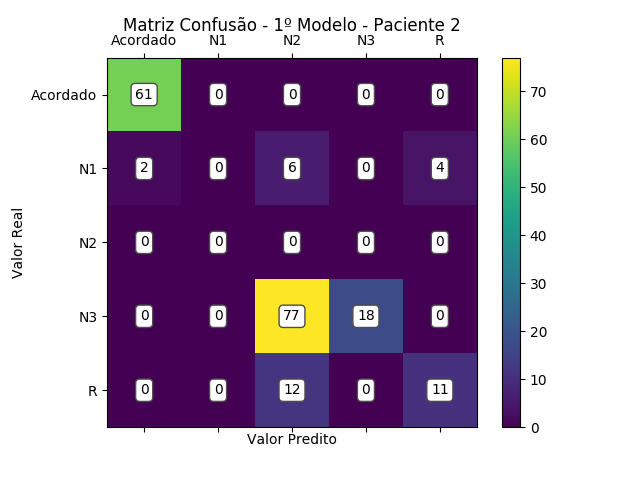 Matriz Confusão - 1º Modelo - Paciente 2
Acordado N1 N2 N3 R
Acordado 61 0 0 0 0
N1 2 0 6 0 4
N2 0 0 0 0 0
N3 0 0 77 18 0
R 0 0 12 0 11
Valor Real
Valor Predito
70
60
50
40
30
20
10
0